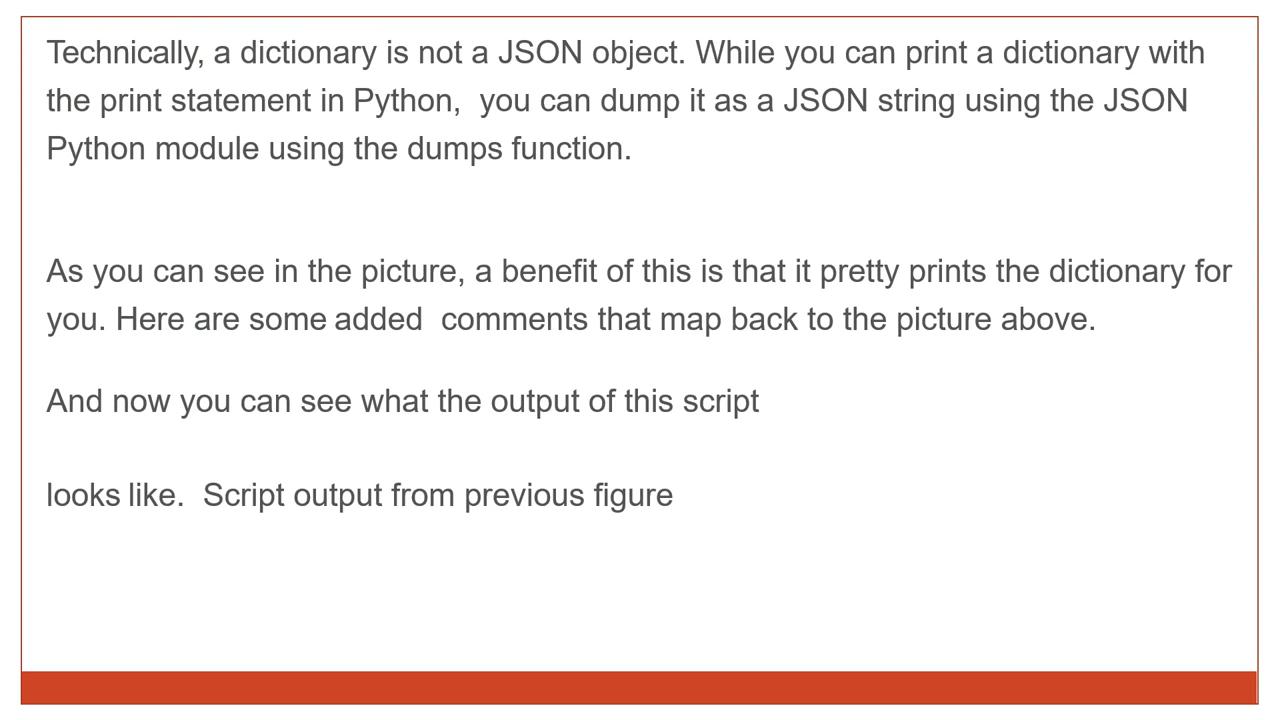 Technically, a dictionary is not a JSON object. While you can print a dictionary with
the print statement in Python,  you can dump it as a JSON string using the JSON
Python module using the dumps function.
As you can see in the picture, a benefit of this is that it pretty prints the dictionary for
you. Here are some added  comments that map back to the picture above.
And now you can see what the output of this script
looks like.  Script output from previous figure